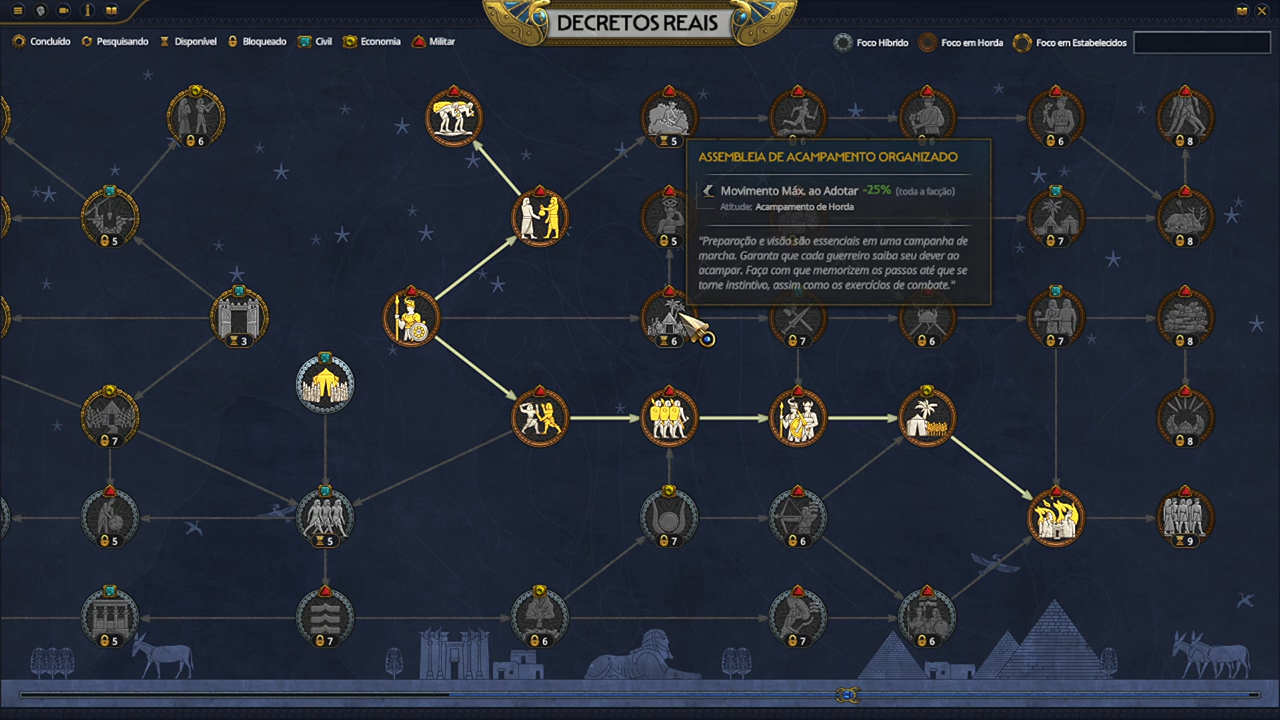 DECRETOS REAIS
Concluído Pesquisando Disponível Bloqueado Civil Economia Militar
Foco Híbrido Foco em Horda Foco em Estabelecidos
6 5 6 6 6 8
ASSEMBLEIA DE ACAMPAMENTO ORGANIZADO
Movimento Máx. ao Adotar -25% (toda a facção)
Atitude: Acampamento de Horda
"Preparação e visão são essenciais em uma campanha de
marcha. Garanta que cada guerreiro saiba seu dever ao
acampar. Faça com que memorizem os passos até que se
torne instintivo, assim como os exercícios de combate."
5 5 7 8
3 6 7 6 7 8
7 8
5 5 7 6 9
5 7 6 7 6